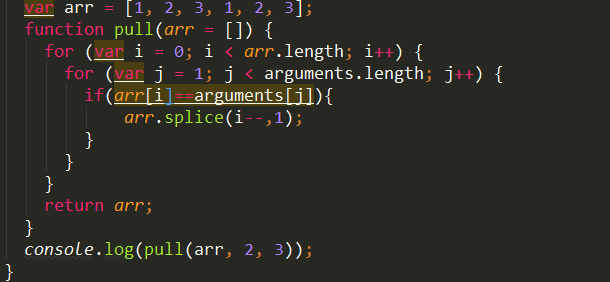 var arr = [1, 2, 3, 1, 2, 3];
function pull(arr = []) {
for (var i = 0; i < arr.length; i++) {
for (var j = 1; j < arguments.length; j++) {
if(arr[i]==arguments[j]){
arr.splice(i--,1);
}
}
}
return arr;
}
console.log(pull(arr, 2, 3));
}